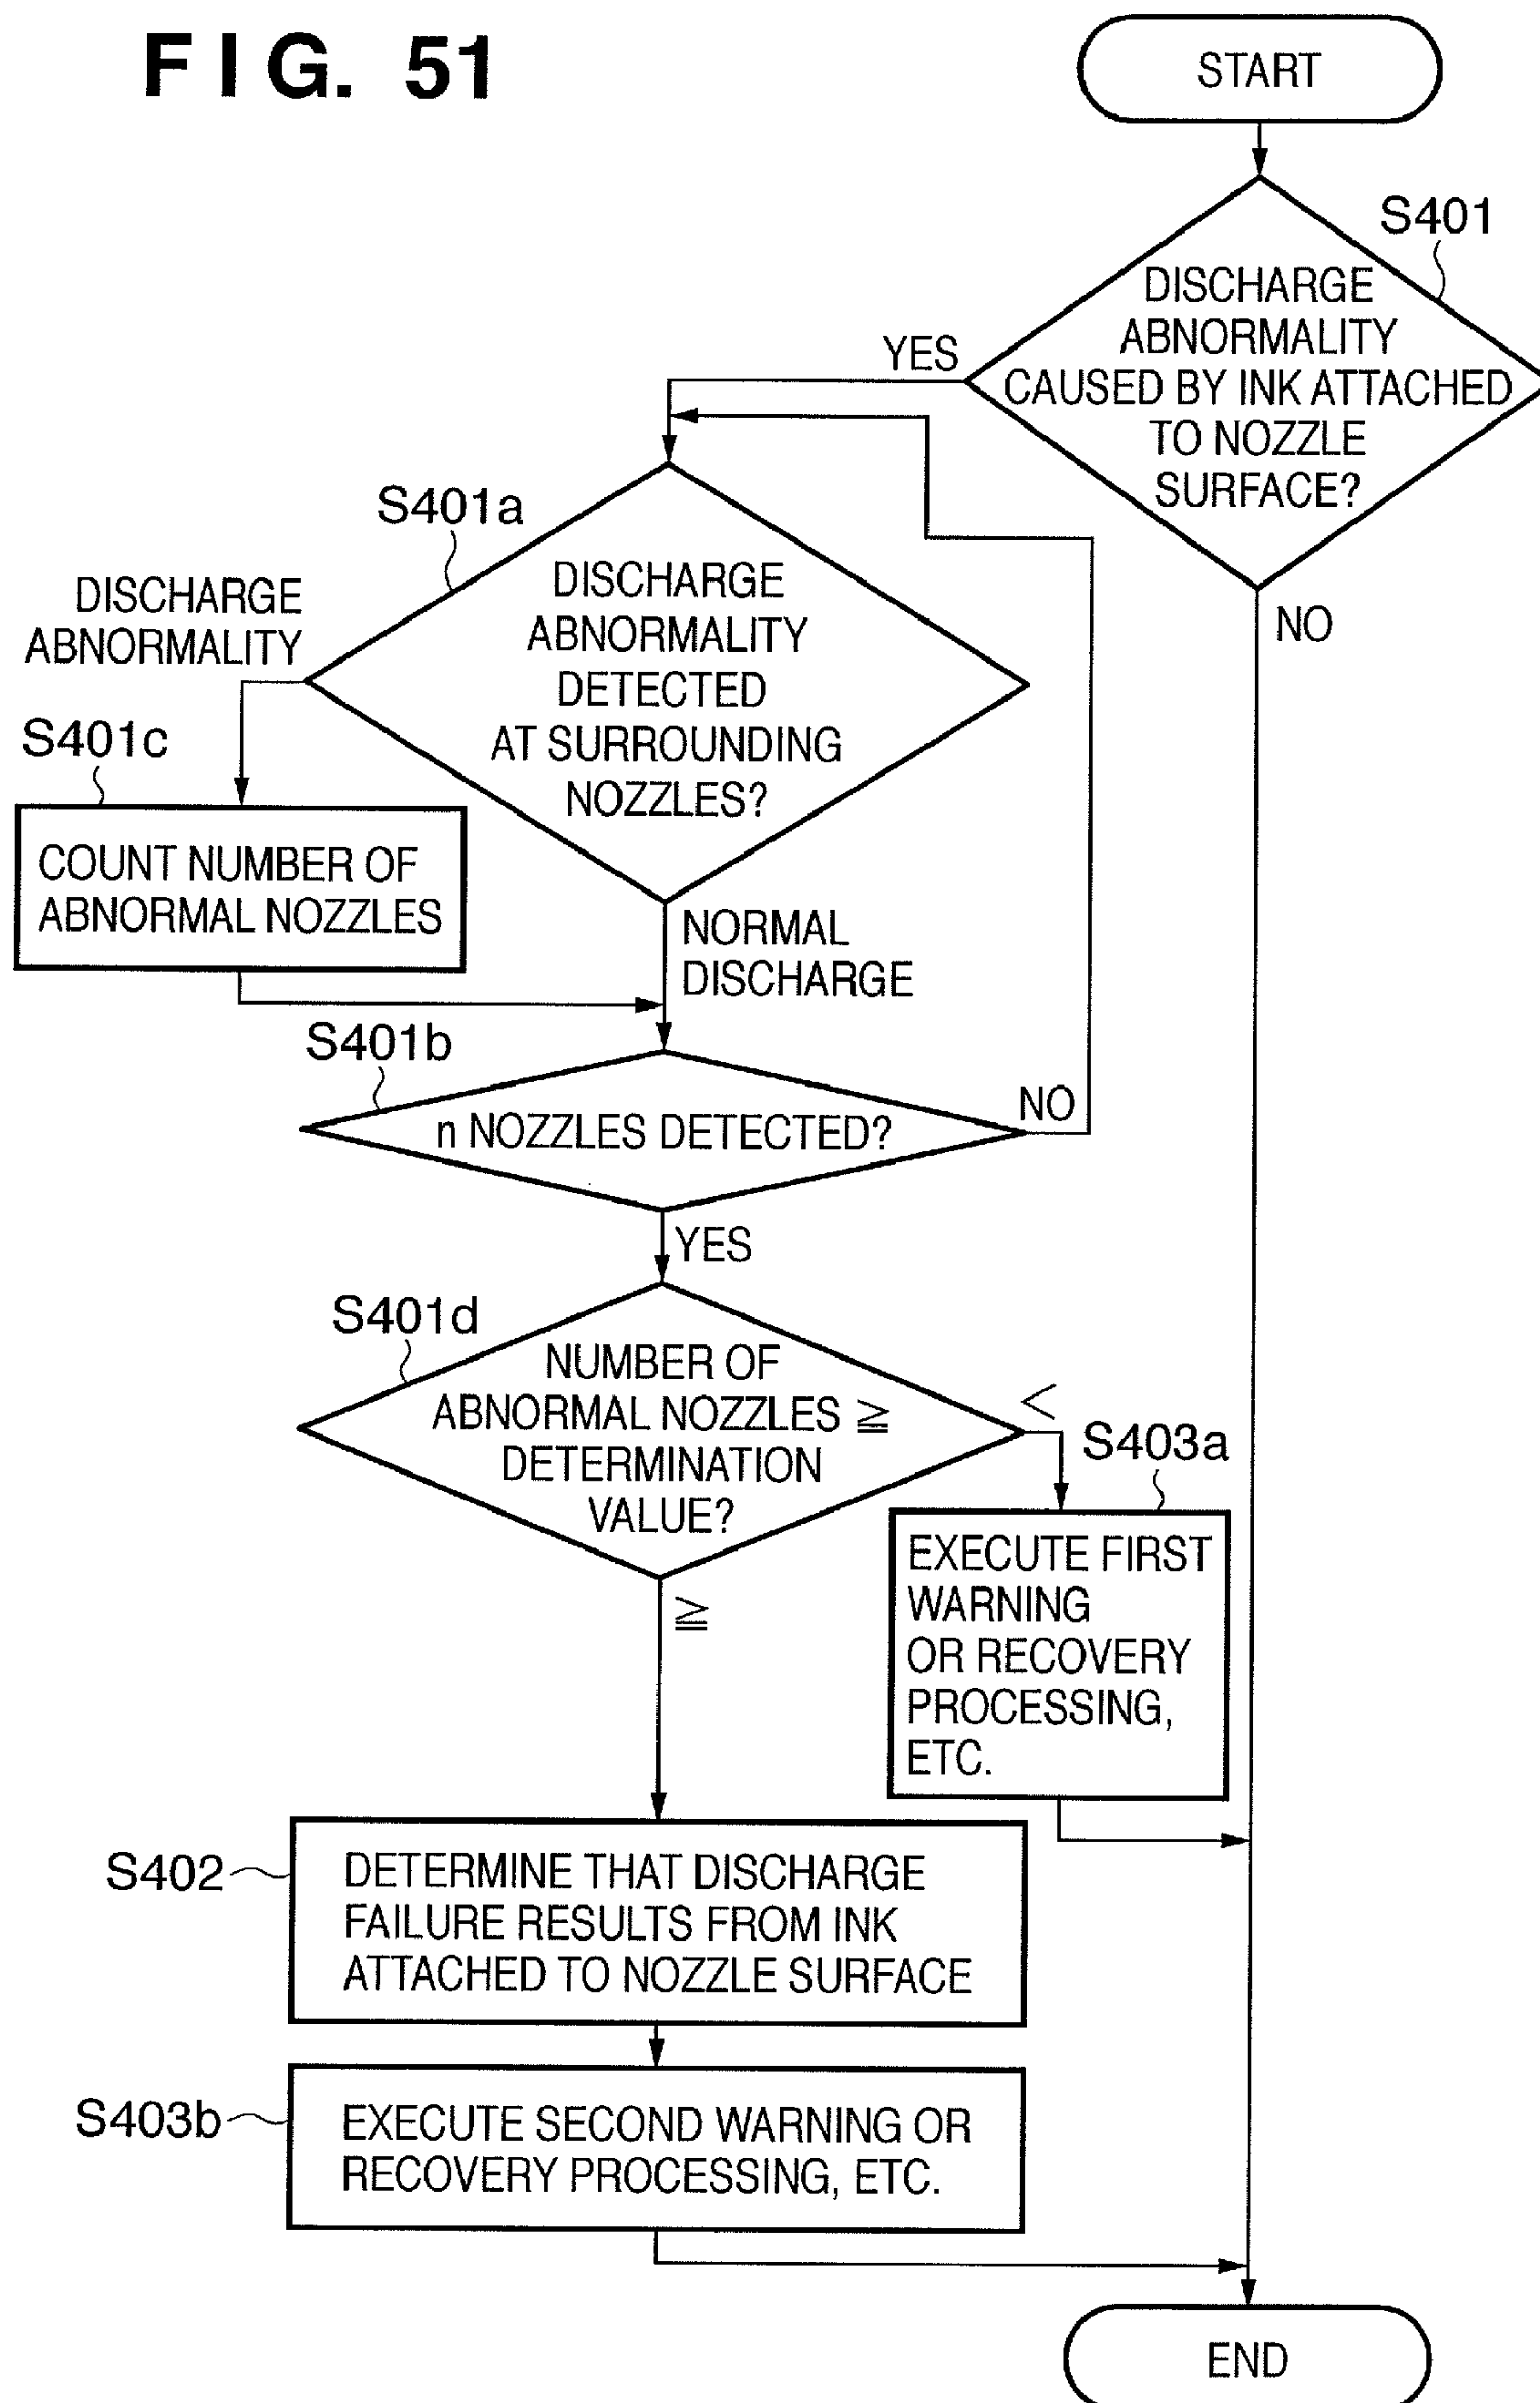 FIG. 51
START
S401
DISCHARGE
ABNORMALITY
CAUSED BY INK ATTACHED
TO NOZZLE
SURFACE?
YES
NO
S401a
DISCHARGE
ABNORMALITY
DETECTED
AT SURROUNDING
NOZZLES?
DISCHARGE
ABNORMALITY
S401c
COUNT NUMBER OF
ABNORMAL NOZZLES
NORMAL
DISCHARGE
S401b
n NOZZLES DETECTED?
NO
YES
S401d
NUMBER OF
ABNORMAL NOZZLES ≧
DETERMINATION
VALUE?
<
S403a
EXECUTE FIRST
WARNING
OR RECOVERY
PROCESSING,
ETC.
≧
S402
DETERMINE THAT DISCHARGE
FAILURE RESULTS FROM INK
ATTACHED TO NOZZLE SURFACE
S403b
EXECUTE SECOND WARNING OR
RECOVERY PROCESSING, ETC.
END